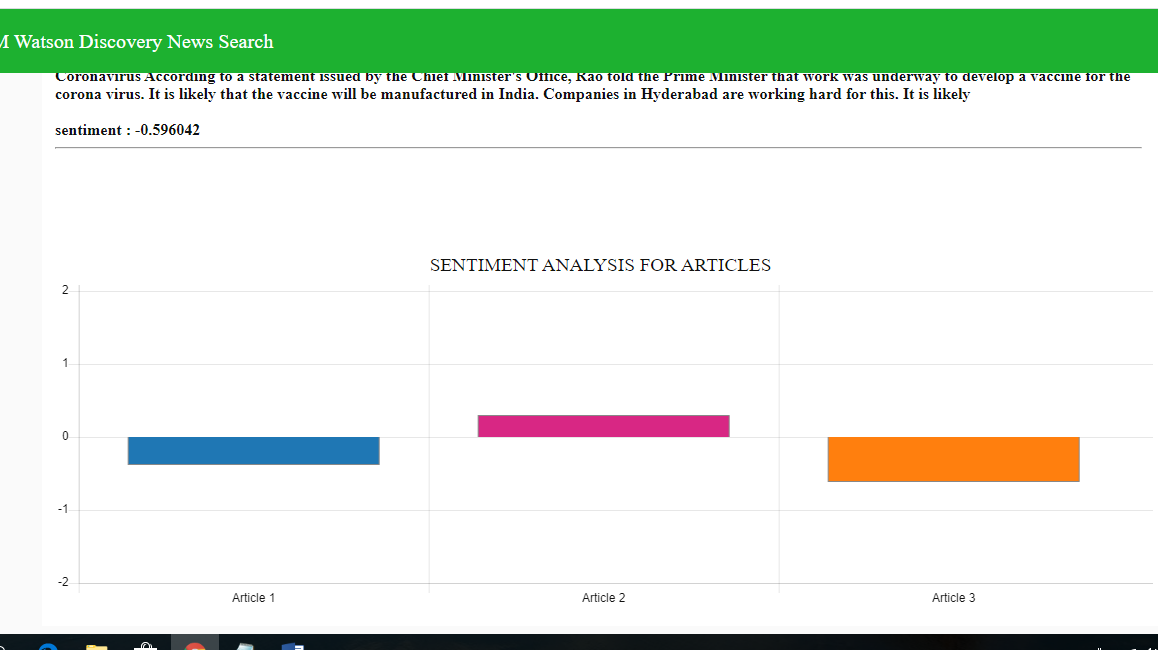 M Watson Discovery News Search
Coronavirus According to a statement issued by the Chief Minister's Office, Rao told the Prime Minister that work was underway to develop a vaccine for the
corona virus. It is likely that the vaccine will be manufactured in India. Companies in Hyderabad are working hard for this. It is likely
sentiment : -0.596042
SENTIMENT ANALYSIS FOR ARTICLES
2
1
0
-1
-2
Article 1 Article 2 Article 3